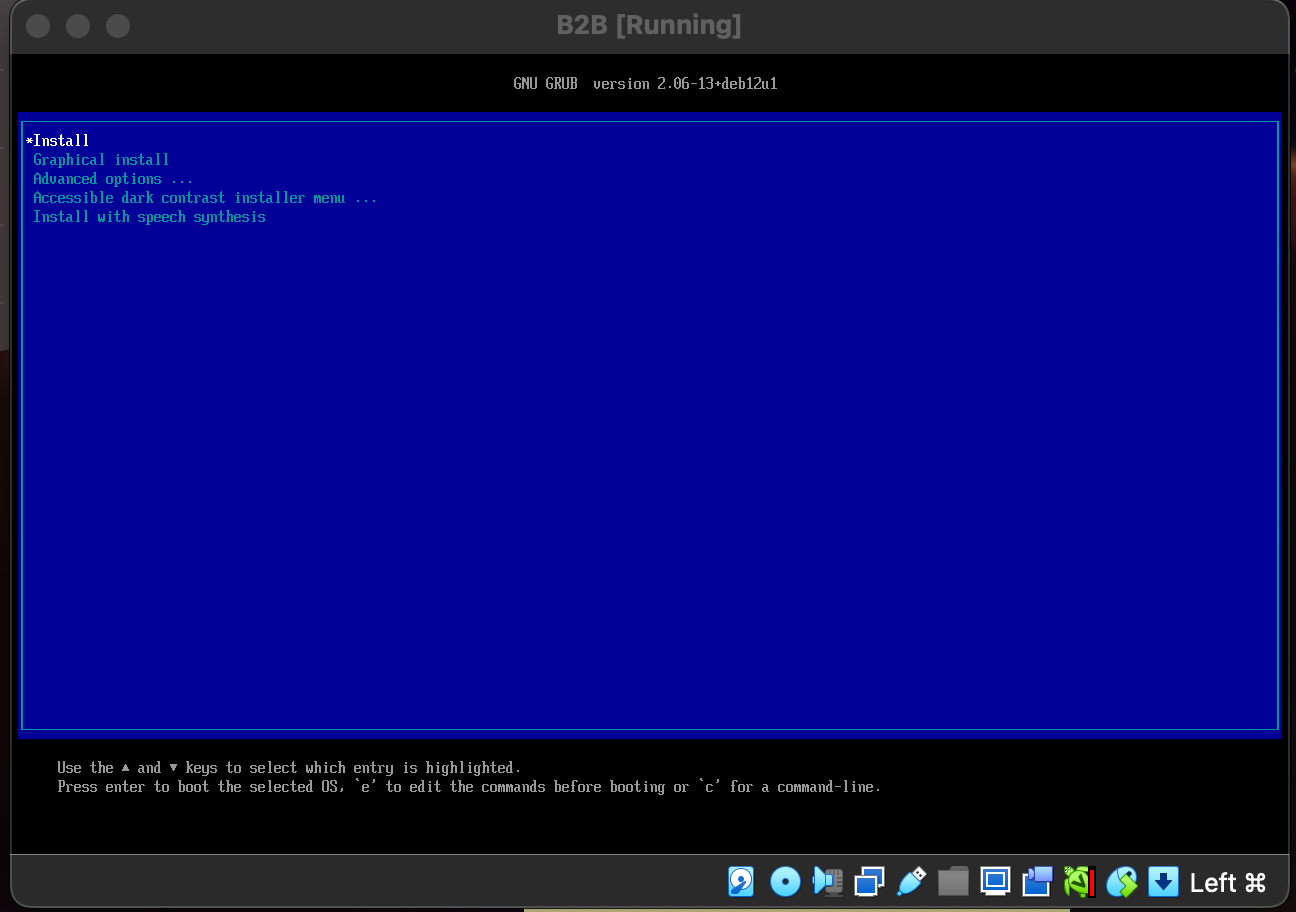 B2B [Running]
GNU GRUB  version 2.06-13+deb12u1
*Install
Graphical install
Advanced options ...
Accessible dark contrast installer menu ...
Install with speech synthesis
Use the ▲ and ▼ keys to select which entry is highlighted.
Press enter to boot the selected OS, `e' to edit the commands before booting or `c' for a command-line.
Left ⌘